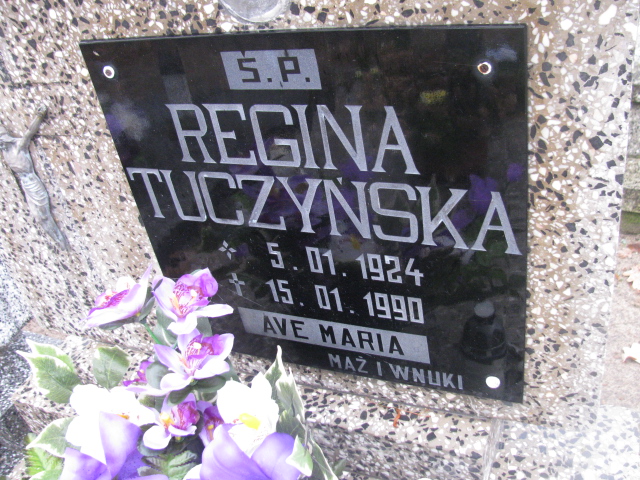 Ś.P.
REGINA
TUCZYŃSKA
5.01.1924
15.01.1990
AVE MARIA
MĄŻ I WNUKI